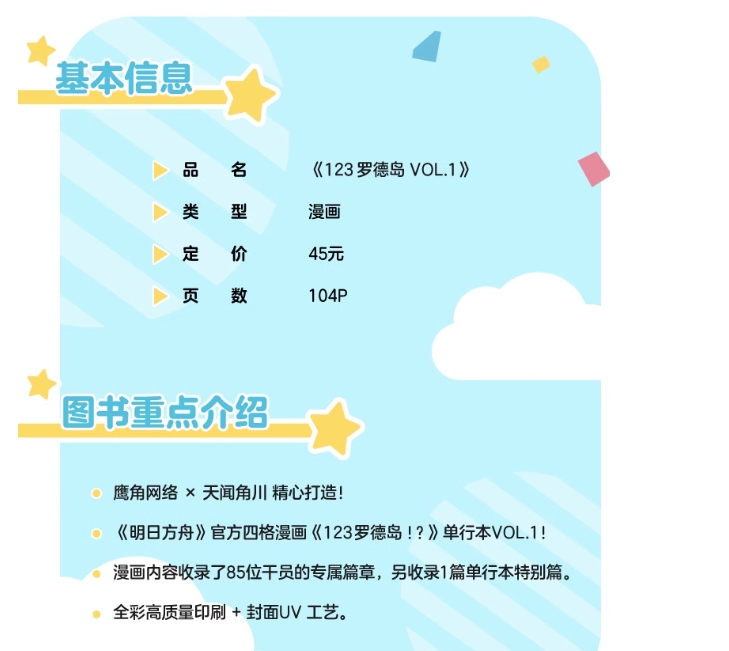 基本信息
品 名 《123罗德岛 VOL.1》
类 型 漫画
定 价 45元
页 数 104P
图书重点介绍
鹰角网络 × 天闻角川 精心打造！
《明日方舟》官方四格漫画《123罗德岛！？》单行本VOL.1！
漫画内容收录了85位干员的专属篇章，另收录1篇单行本特别篇。
全彩高质量印刷 + 封面UV 工艺。